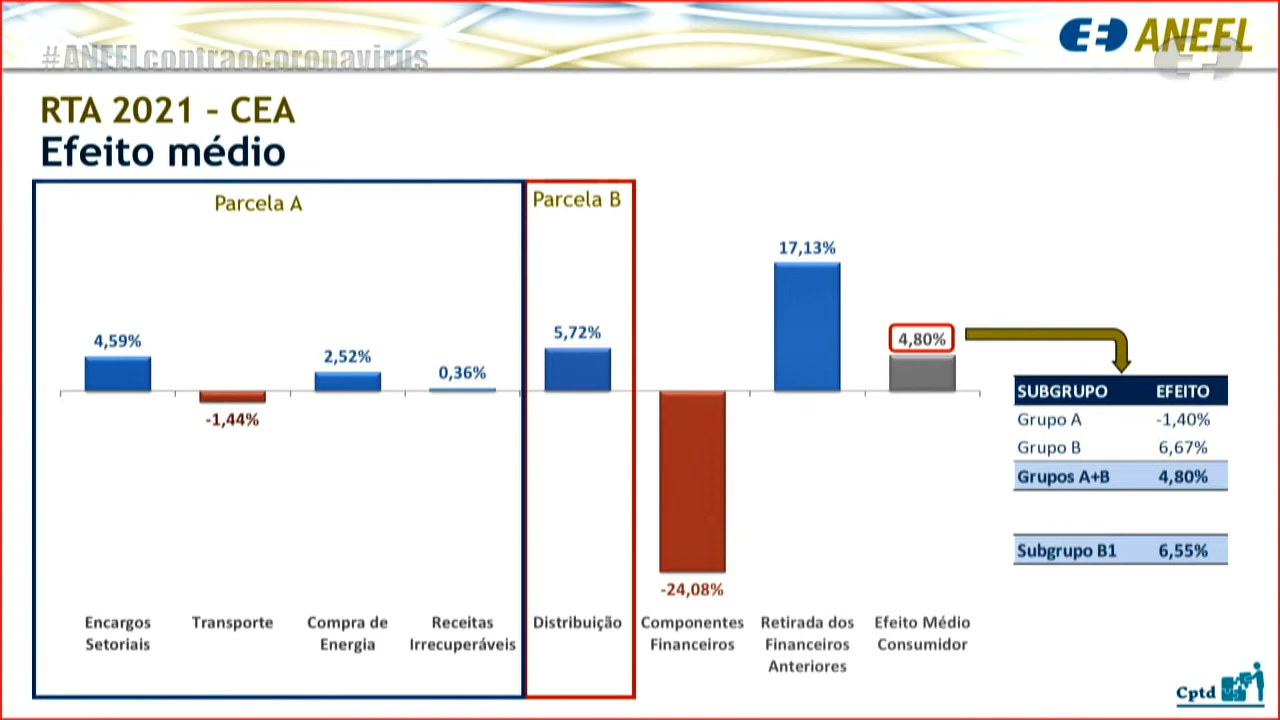 #ANEELcontraocoronavirus
ANEEL
RTA 2021 – CEA
Efeito médio
Parcela A
Parcela B
4,59%
-1,44%
2,52%
0,36%
5,72%
-24,08%
17,13%
4,80%
Encargos
Setoriais
Transporte
Compra de
Energia
Receitas
Irrecuperáveis
Distribuição
Componentes
Financeiros
Retirada dos
Financeiros
Anteriores
Efeito Médio
Consumidor
SUBGRUPO EFEITO
Grupo A -1,40%
Grupo B 6,67%
Grupos A+B 4,80%
Subgrupo B1 6,55%
Cptd